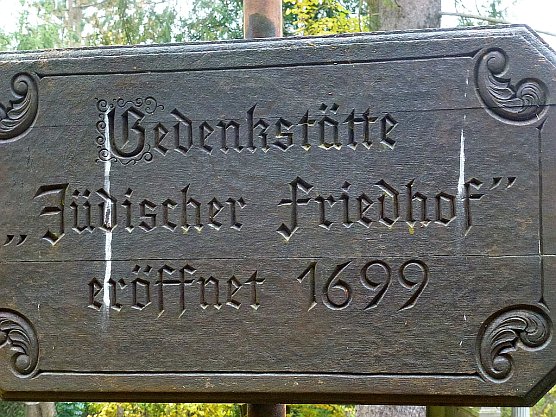 Gedenkstätte
„Jüdischer Friedhof”
eröffnet 1699